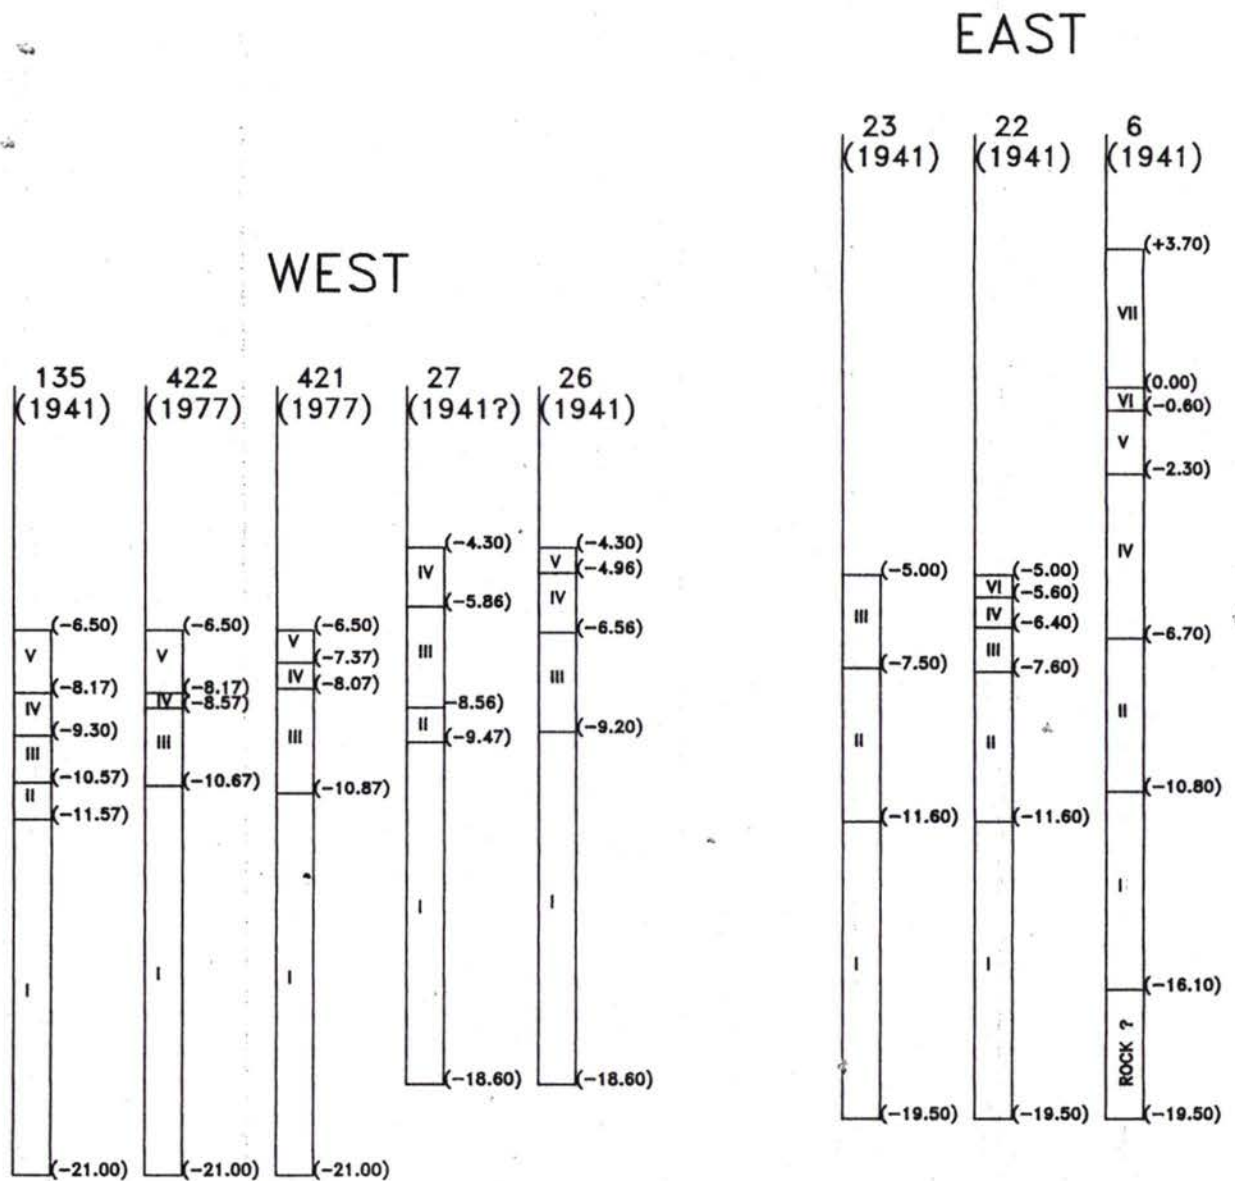 EAST
23
(1941)
22
(1941)
6
(1941)
(+3.70)
VII
(0.00)
VI
(-0.60)
V
(-2.30)
IV
(-6.70)
II
(-10.80)
I
(-16.10)
ROCK ?
(-19.50)
(-5.00)
III
(-7.50)
II
(-11.60)
I
(-19.50)
(-5.00)
VI
(-5.60)
IV
(-6.40)
III
(-7.60)
II
(-11.60)
I
(-19.50)
WEST
135
(1941)
422
(1977)
421
(1977)
27
(1941?)
26
(1941)
(-6.50)
V
(-8.17)
IV
(-9.30)
III
(-10.57)
II
(-11.57)
I
(-21.00)
(-6.50)
V
(-8.17)
IV
(-8.57)
III
(-10.67)
I
(-21.00)
(-6.50)
V
(-7.37)
IV
(-8.07)
III
(-10.87)
I
(-21.00)
(-4.30)
IV
(-5.86)
III
-8.56)
II
(-9.47)
I
(-18.60)
(-4.30)
V
(-4.96)
IV
(-6.56)
III
(-9.20)
I
(-18.60)